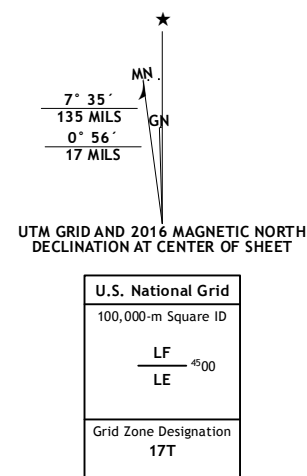 ★
MN
7° 35´
135 MILS
GN
0° 56´
17 MILS
UTM GRID AND 2016 MAGNETIC NORTH
DECLINATION AT CENTER OF SHEET
U.S. National Grid
100,000-m Square ID
LF
4500
LE
Grid Zone Designation
17T